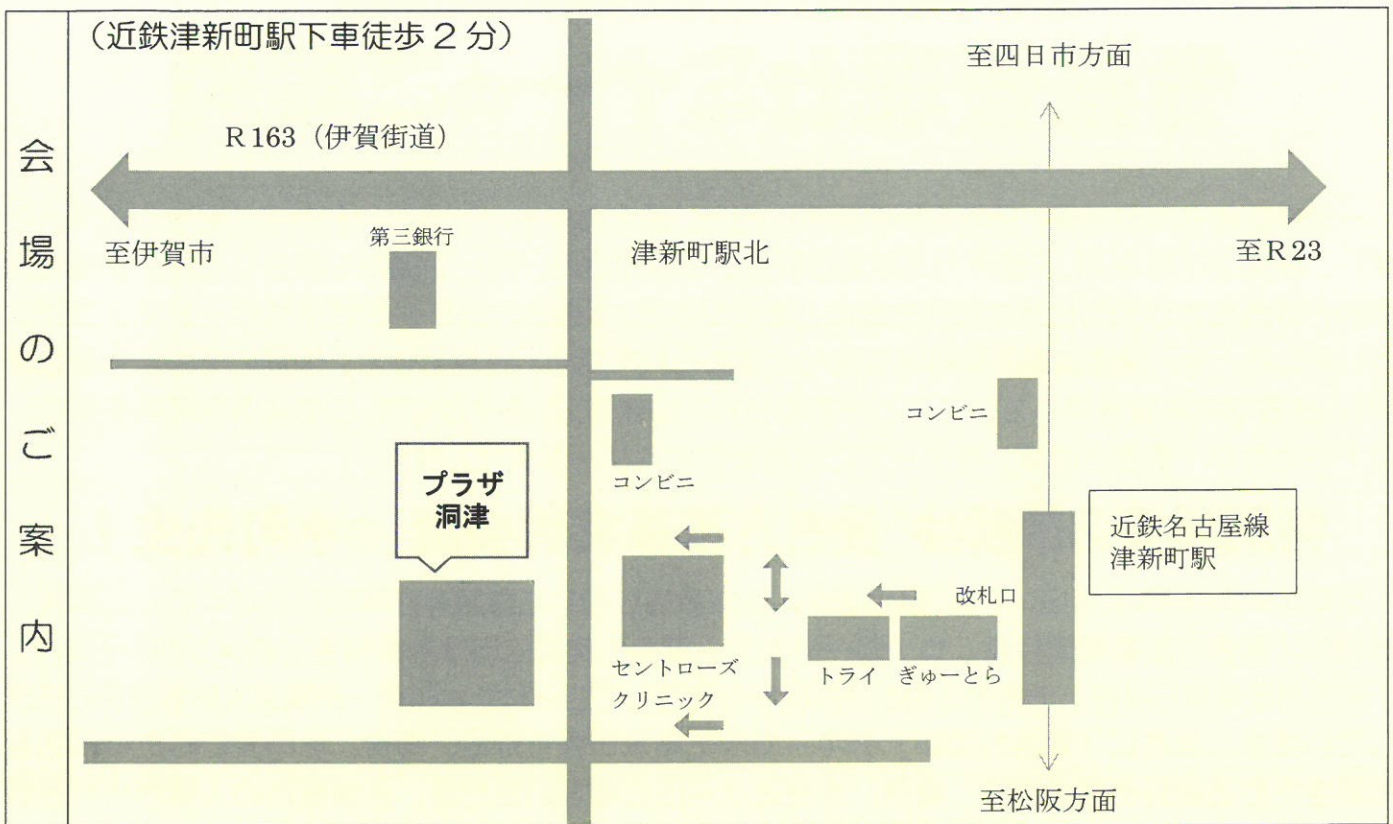 会場のご案内
（近鉄津新町駅下車徒歩２分）
至四日市方面
Ｒ163（伊賀街道）
至伊賀市
第三銀行
津新町駅北
至Ｒ23
コンビニ
コンビニ
プラザ
洞津
近鉄名古屋線
津新町駅
改札口
セントローズ
クリニック
トライ
ぎゅーとら
至松阪方面